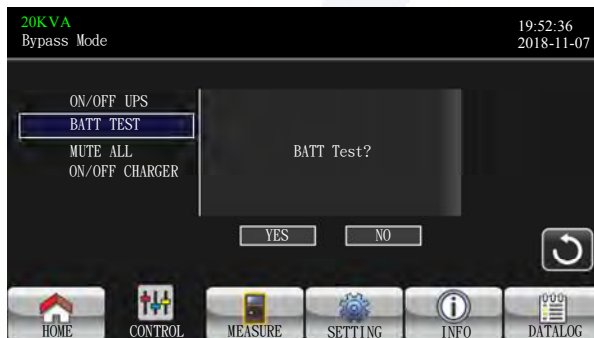 20KVA
Bypass Mode
19:52:36
2018-11-07
ON/OFF UPS
BATT TEST
MUTE ALL
ON/OFF CHARGER
BATT Test?
YES NO
HOME CONTROL MEASURE SETTING INFO DATALOG